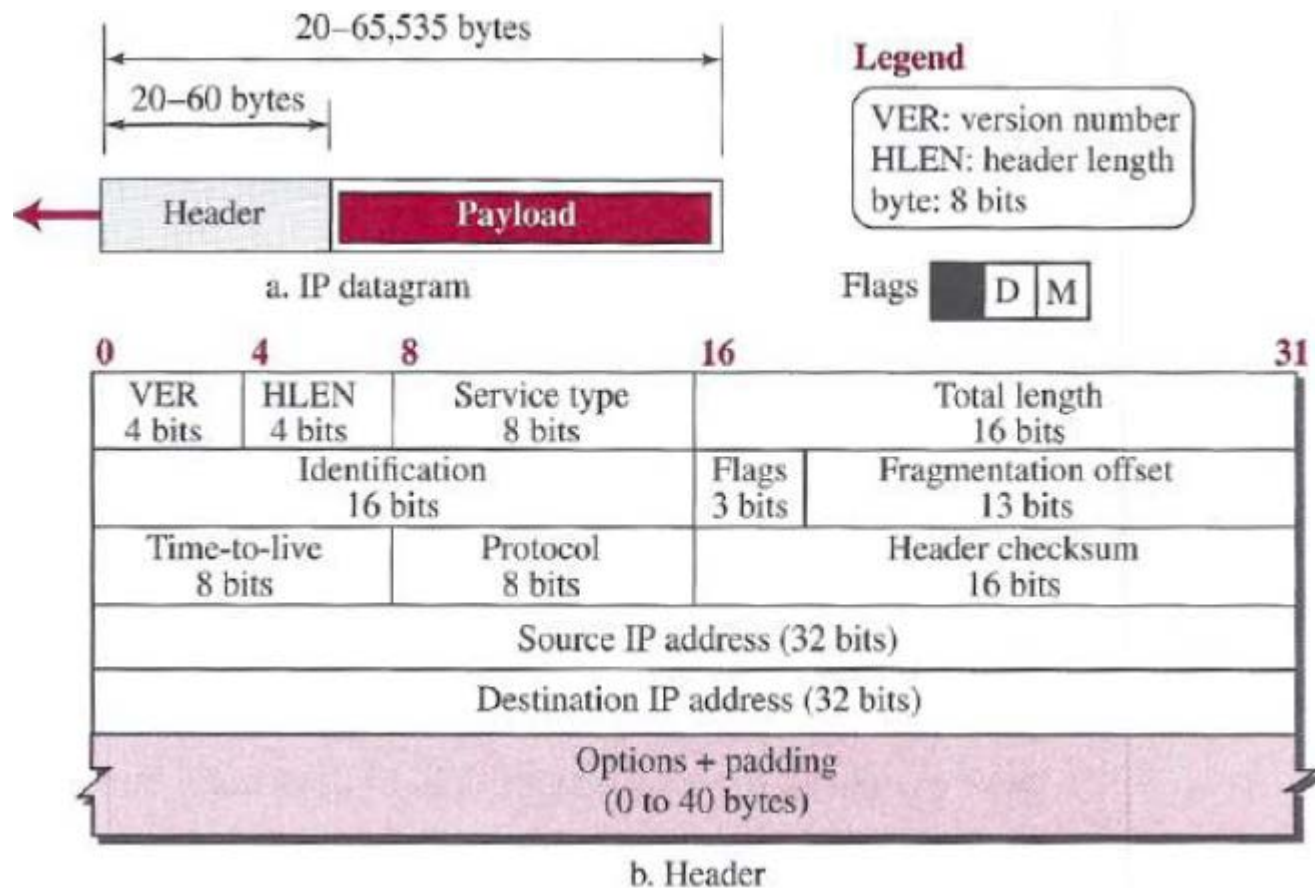 20–65,535 bytes
20–60 bytes
Header
Payload
a. IP datagram
Legend
VER: version number
HLEN: header length
byte: 8 bits
Flags D M
0 4 8 16 31
VER HLEN Service type Total length
4 bits 4 bits 8 bits 16 bits
Identification Flags Fragmentation offset
16 bits 3 bits 13 bits
Time-to-live Protocol Header checksum
8 bits 8 bits 16 bits
Source IP address (32 bits)
Destination IP address (32 bits)
Options + padding
(0 to 40 bytes)
b. Header